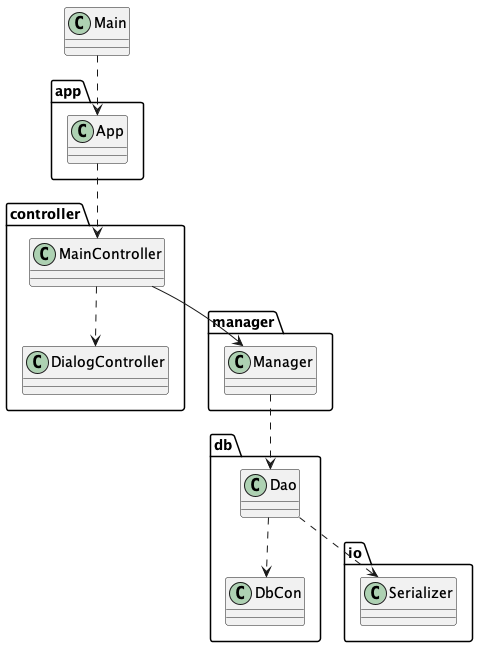 C Main
app
C App
controller
C MainController
C DialogController
manager
C Manager
db
C Dao
C DbCon
io
C Serializer